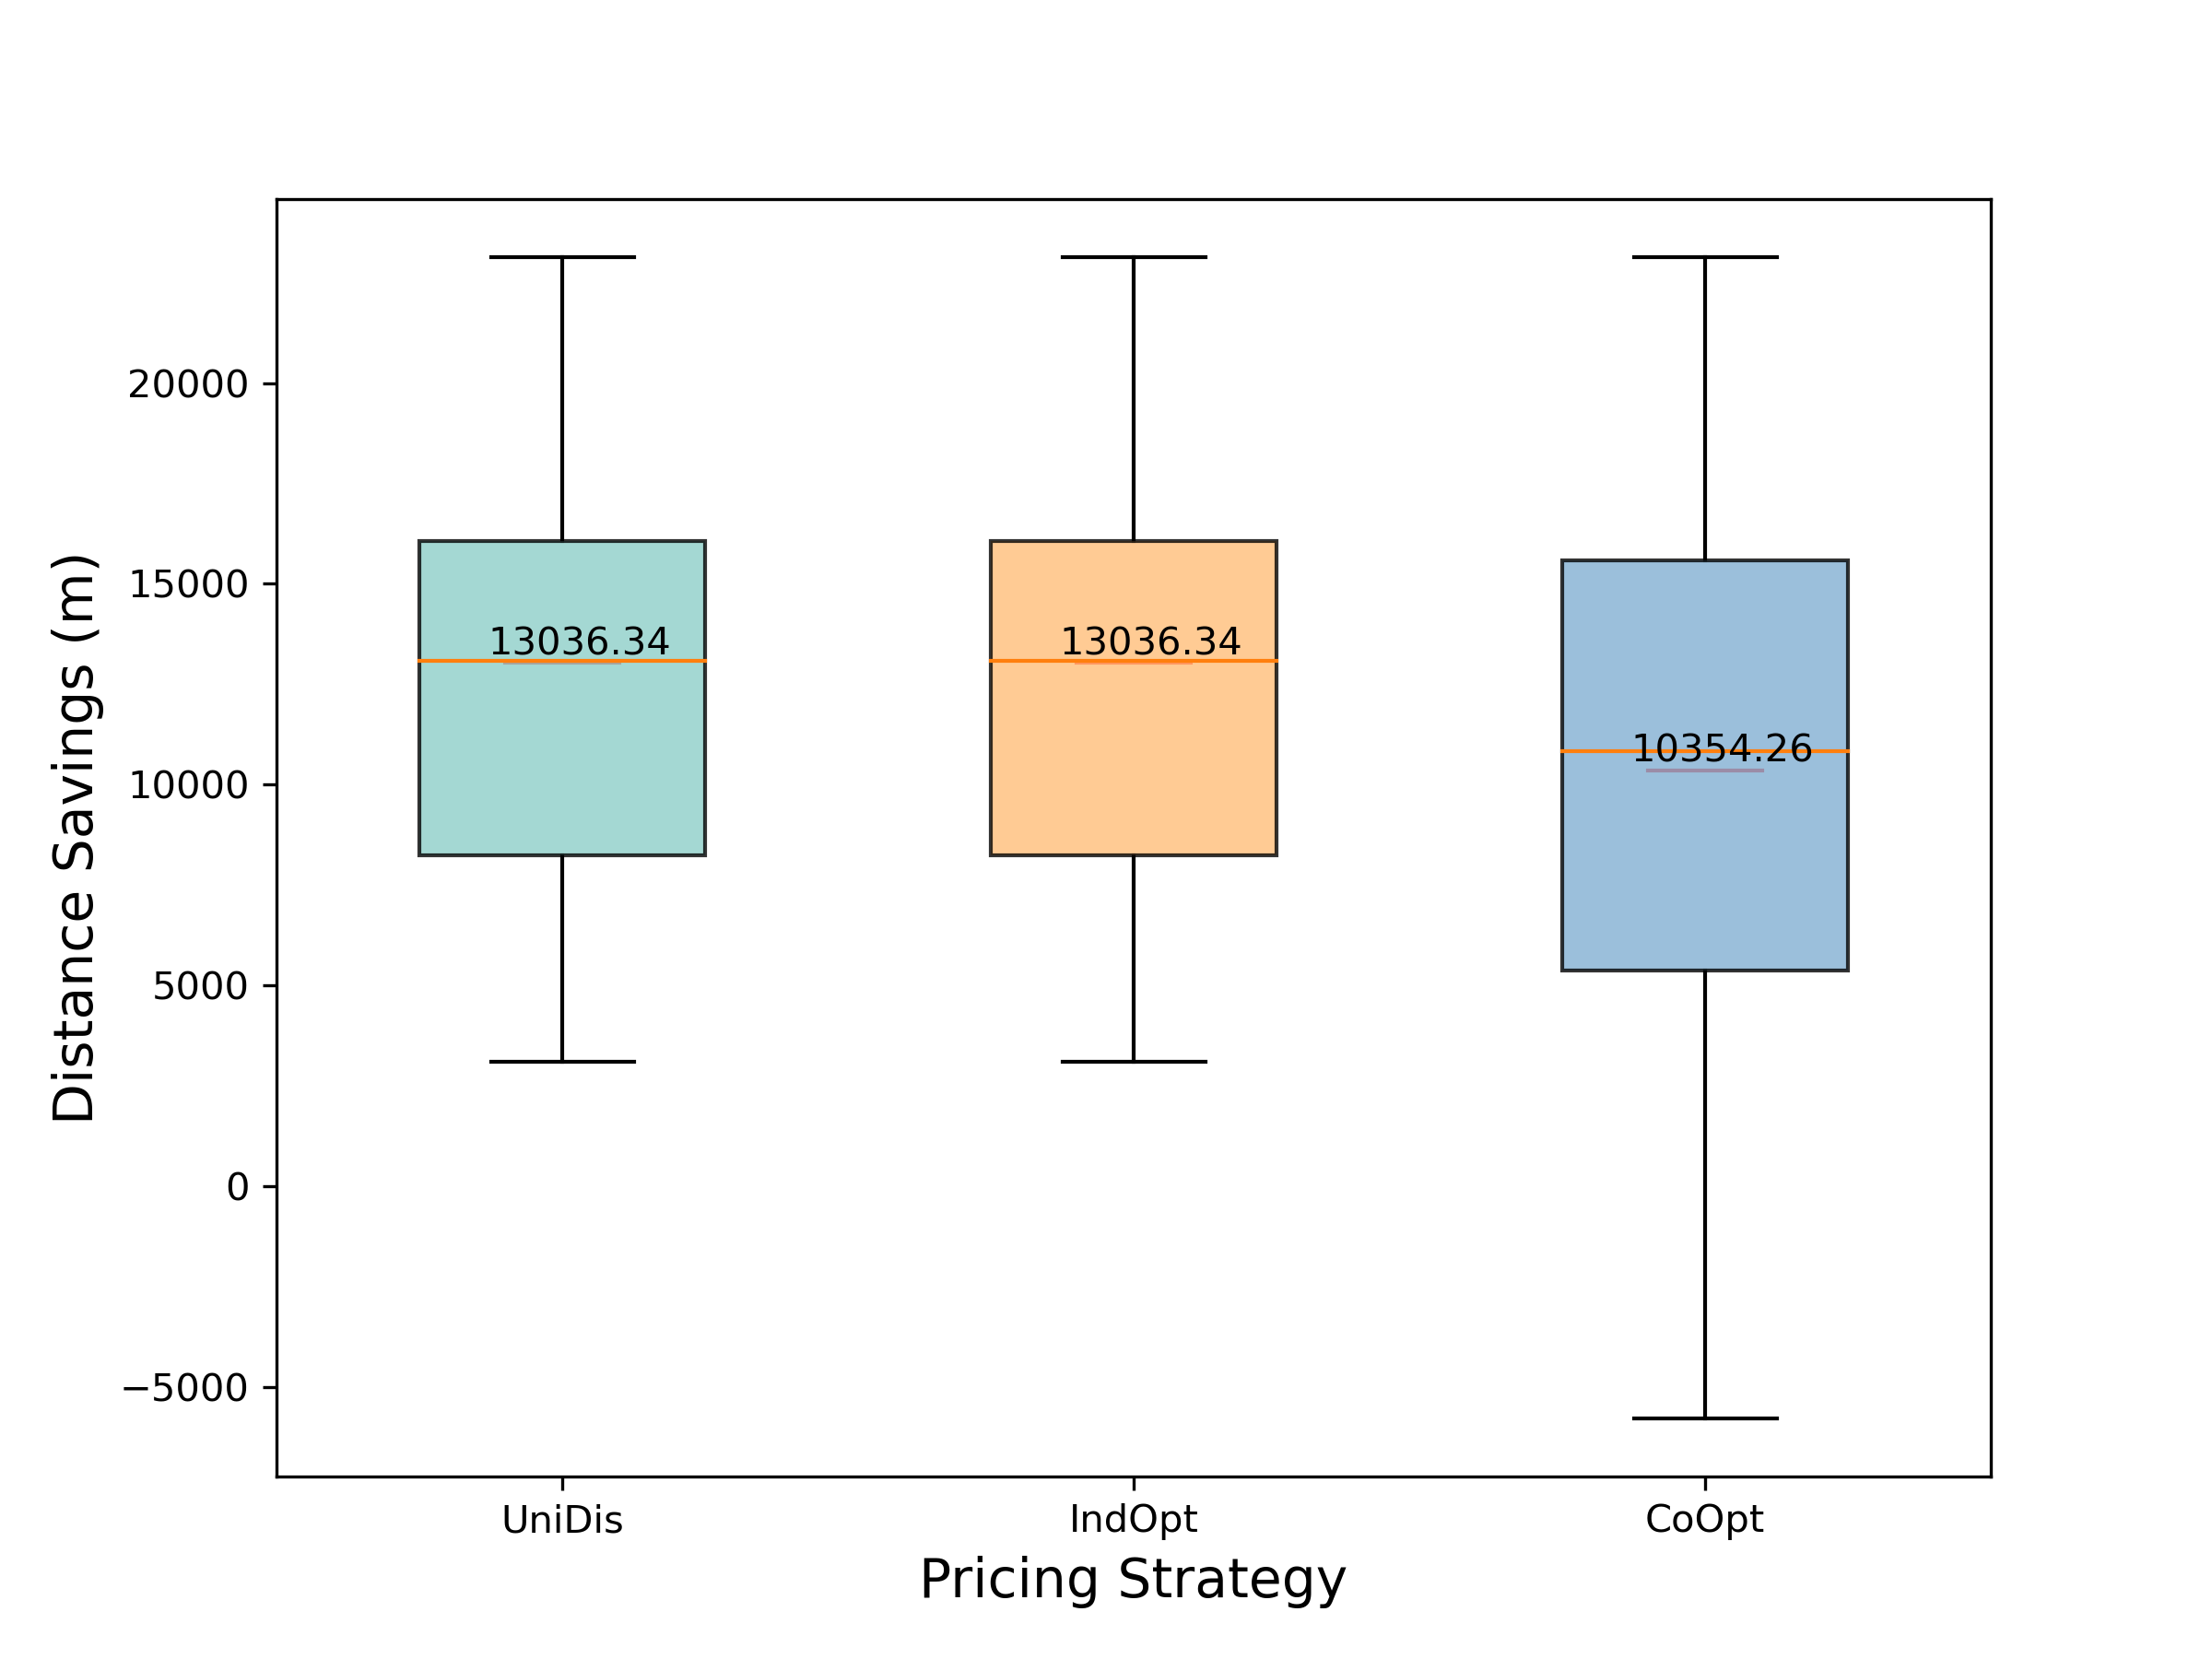 Distance Savings (m)
20000
15000
10000
5000
0
−5000
13036.34
13036.34
10354.26
UniDis
IndOpt
CoOpt
Pricing Strategy